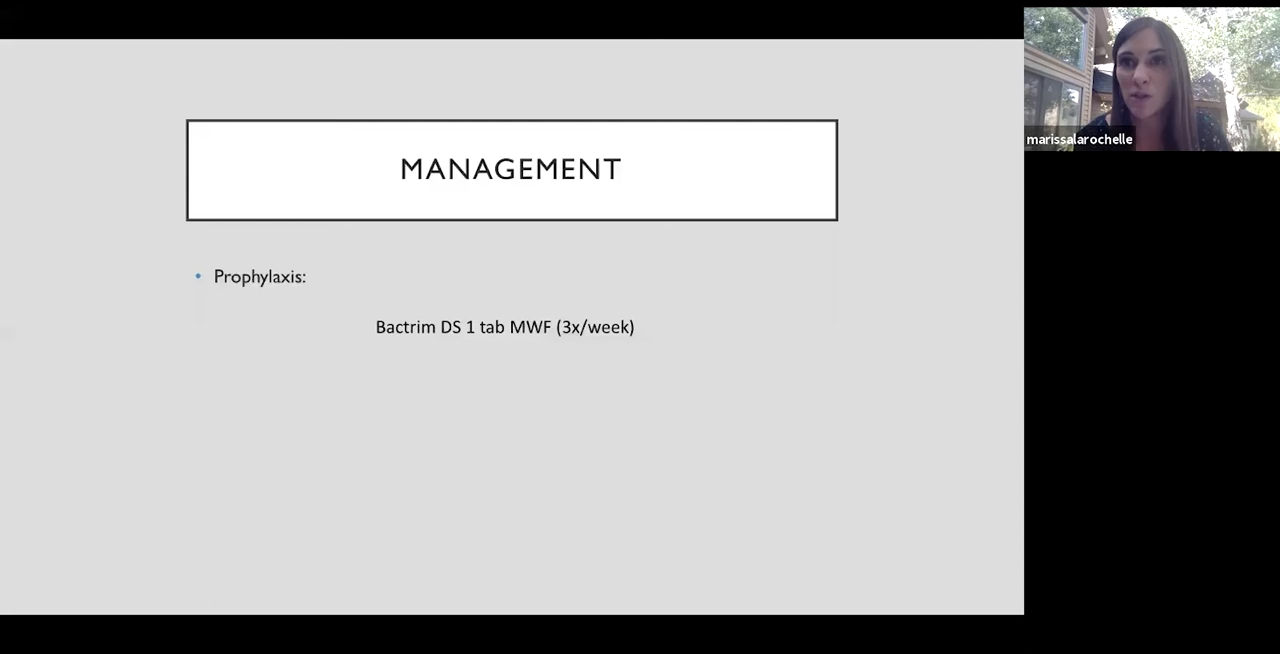 MANAGEMENT
• Prophylaxis:
Bactrim DS 1 tab MWF (3x/week)
marissalarochelle